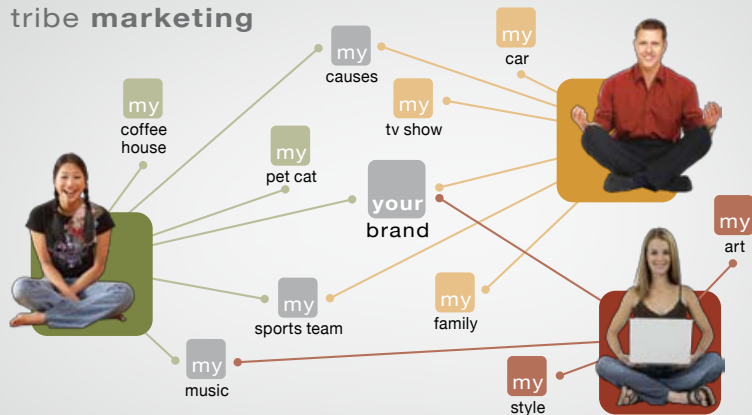 tribe marketing
my
causes
my
car
my
coffee
house
my
tv show
my
pet cat
your
brand
my
art
my
sports team
my
family
my
music
my
style